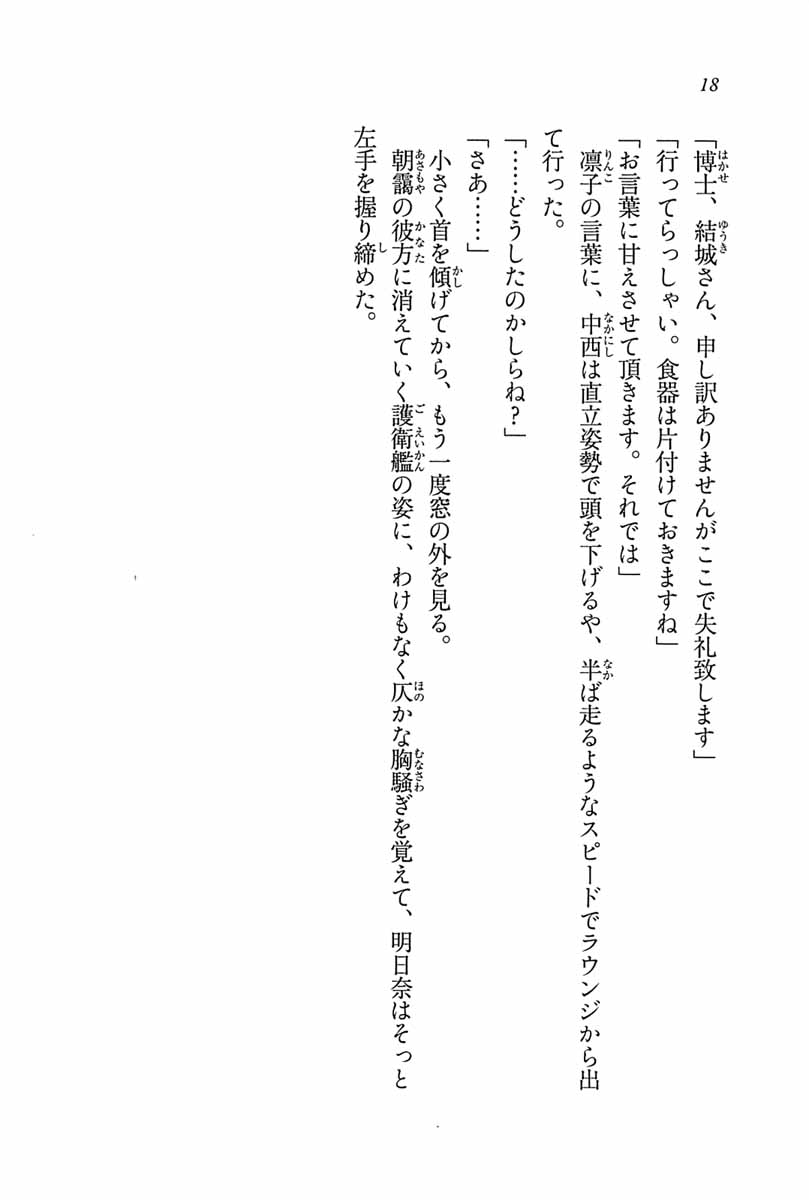 18
「博士、結城さん、申し訳ありませんがここで失礼致します」
「行ってらっしゃい。食器は片付けておきますね」
「お言葉に甘えさせて頂きます。それでは」
凛子の言葉に、中西は直立姿勢で頭を下げるや、半ば走るようなスピードでラウンジから出
て行った。
「……どうしたのかしらね？」
「さあ……」
小さく首を傾げてから、もう一度窓の外を見る。
朝靄の彼方に消えていく護衛艦の姿に、わけもなく仄かな胸騒ぎを覚えて、明日奈はそっと
左手を握り締めた。